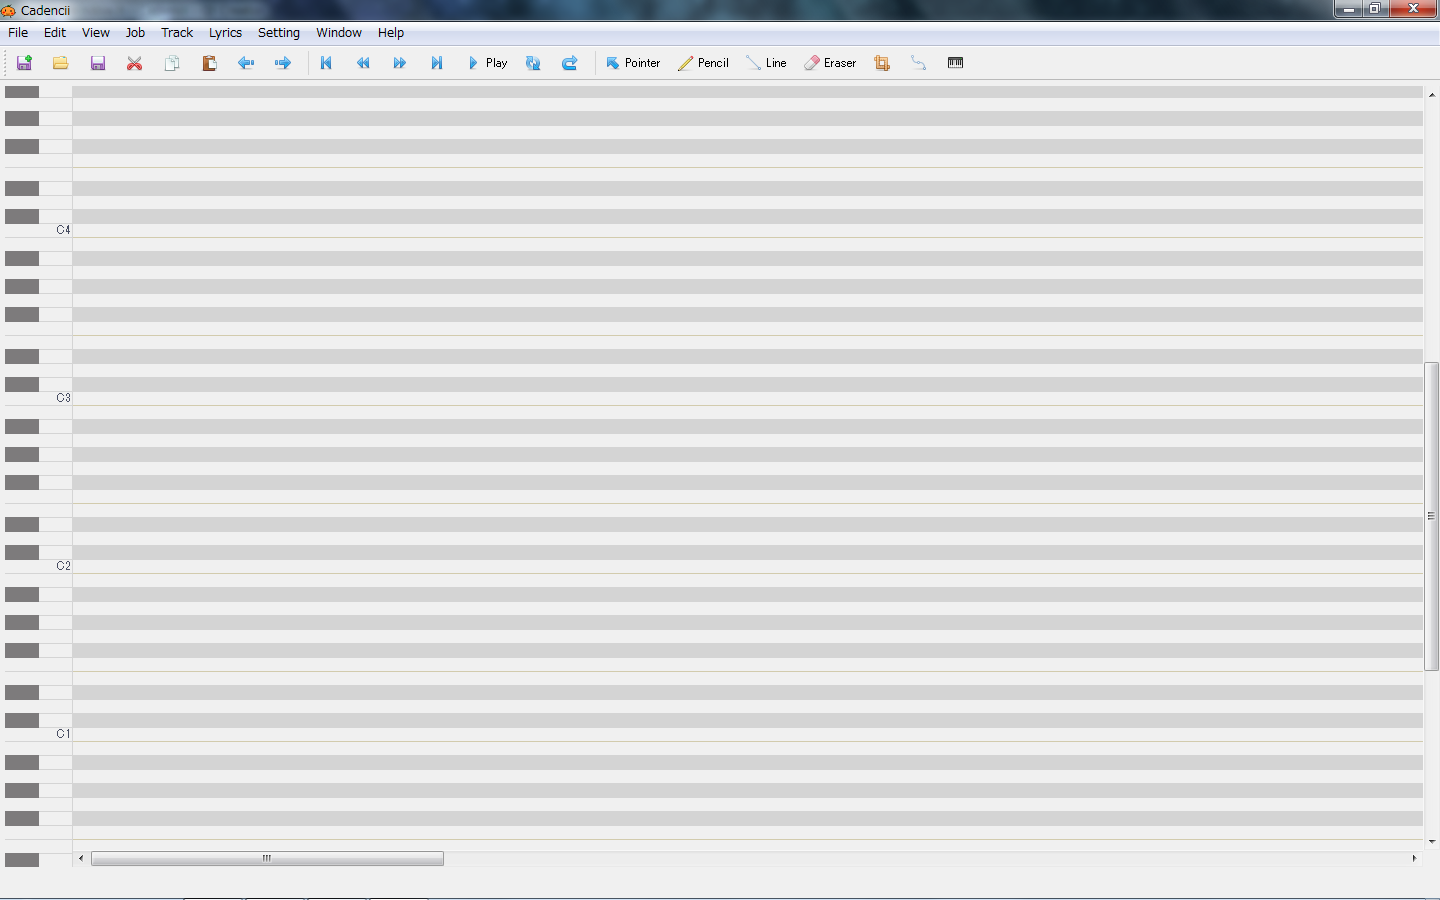 Cadencii
File Edit View Job Track Lyrics Setting Window Help
Play Pointer Pencil Line Eraser
C4
C3
C2
C1